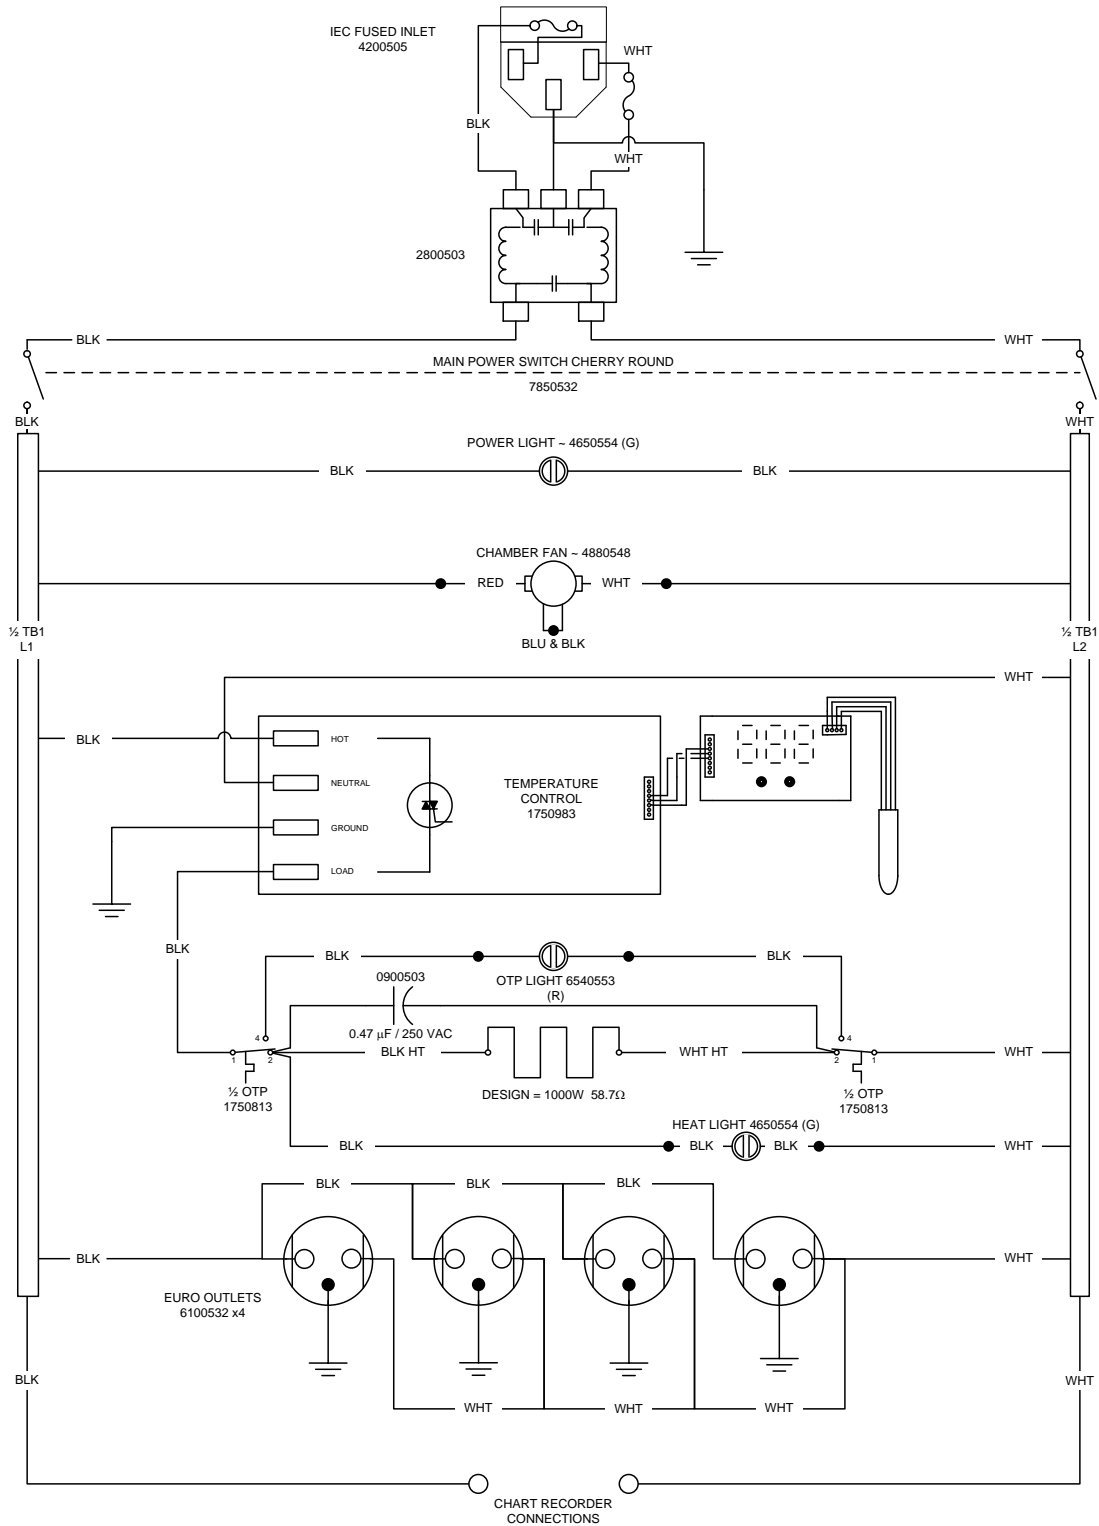 IEC FUSED INLET
4200505
WHT
BLK
WHT
2800503
BLK
WHT
MAIN POWER SWITCH CHERRY ROUND
7850532
BLK
WHT
POWER LIGHT ~ 4650554 (G)
BLK
BLK
CHAMBER FAN ~ 4880548
RED
WHT
BLU & BLK
½ TB1
L1
½ TB1
L2
WHT
BLK
HOT
NEUTRAL
GROUND
LOAD
TEMPERATURE
CONTROL
1750983
BLK
BLK
BLK
OTP LIGHT 6540553
(R)
0900503
0.47 µF / 250 VAC
4
1
2
BLK HT
WHT HT
4
2
1
WHT
½ OTP
1750813
DESIGN = 1000W 58.7Ω
½ OTP
1750813
HEAT LIGHT 4650554 (G)
BLK
BLK
BLK
WHT
BLK
BLK
BLK
BLK
WHT
EURO OUTLETS
6100532 x4
BLK
WHT
WHT
WHT
WHT
CHART RECORDER
CONNECTIONS